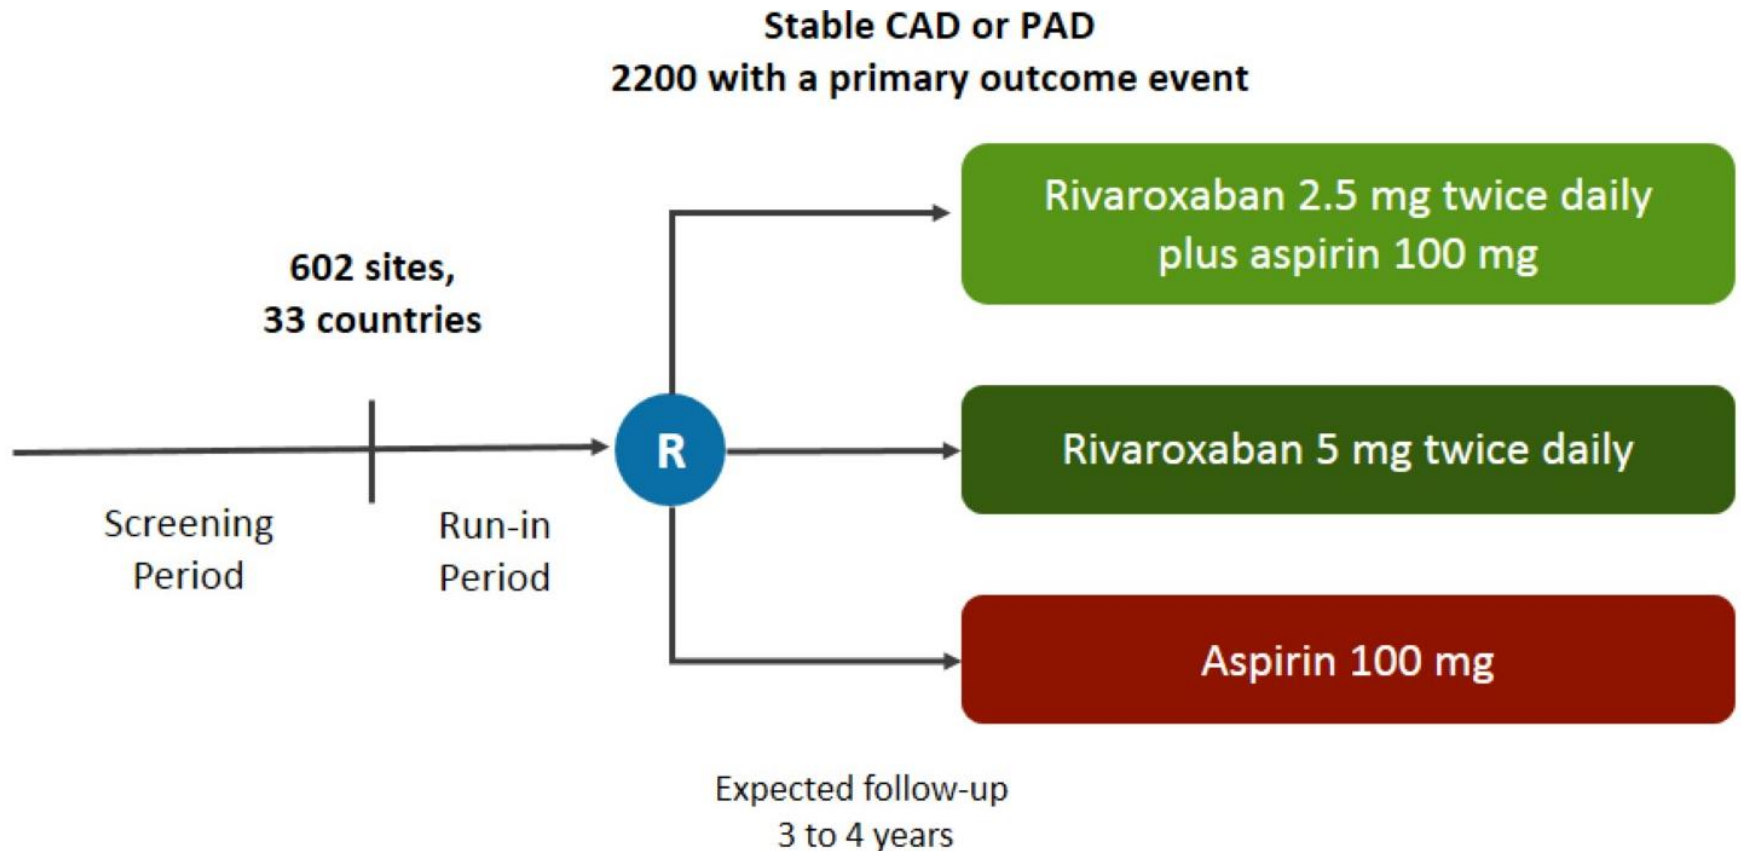 Stable CAD or PAD
2200 with a primary outcome event
602 sites,
33 countries
Screening
Period
Run-in
Period
R
Rivaroxaban 2.5 mg twice daily
plus aspirin 100 mg
Rivaroxaban 5 mg twice daily
Aspirin 100 mg
Expected follow-up
3 to 4 years